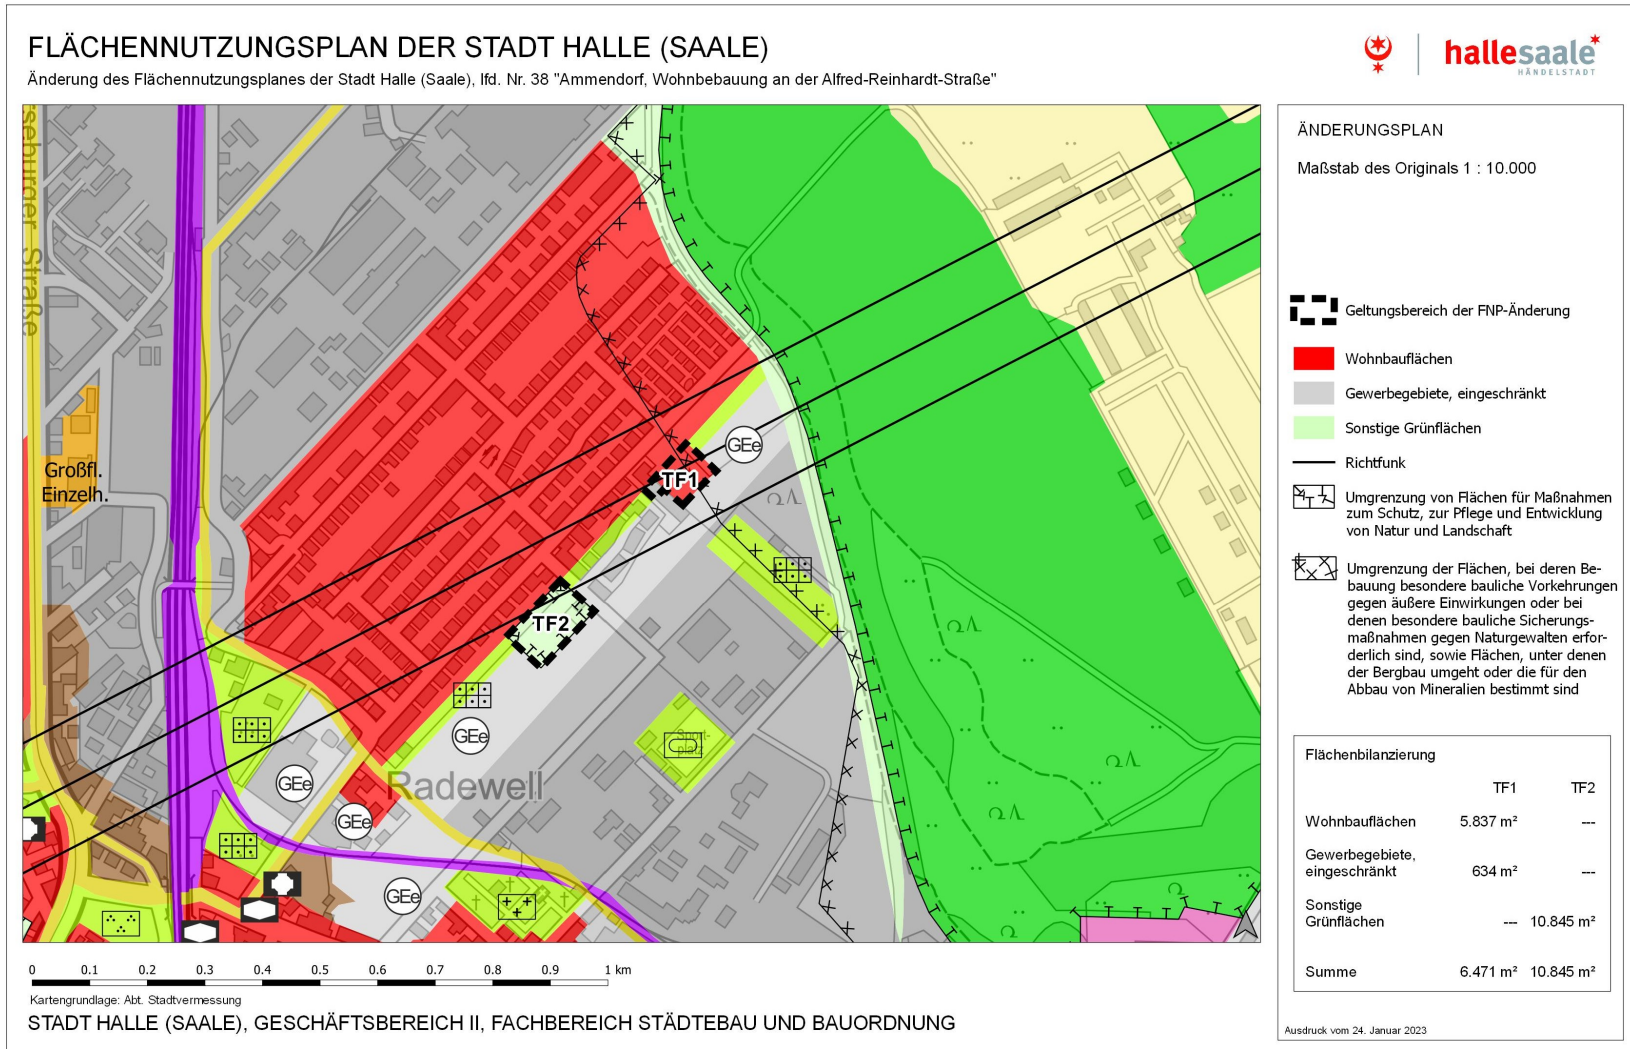 FLÄCHENNUTZUNGSPLAN DER STADT HALLE (SAALE)
Änderung des Flächennutzungsplanes der Stadt Halle (Saale), lfd. Nr. 38 "Ammendorf, Wohnbebauung an der Alfred-Reinhardt-Straße"
hallesaale
HÄNDELSTADT
seburger Straße
Großfl.
Einzelh.
GEe
TF1
TF2
GEe
GEe
GEe
GEe
Radewell
Sport-
platz
ÄNDERUNGSPLAN
Maßstab des Originals 1 : 10.000
Geltungsbereich der FNP-Änderung
Wohnbauflächen
Gewerbegebiete, eingeschränkt
Sonstige Grünflächen
Richtfunk
Umgrenzung von Flächen für Maßnahmen
zum Schutz, zur Pflege und Entwicklung
von Natur und Landschaft
Umgrenzung der Flächen, bei deren Be-
bauung besondere bauliche Vorkehrungen
gegen äußere Einwirkungen oder bei
denen besondere bauliche Sicherungs-
maßnahmen gegen Naturgewalten erfor-
derlich sind, sowie Flächen, unter denen
der Bergbau umgeht oder die für den
Abbau von Mineralien bestimmt sind
Flächenbilanzierung
TF1 TF2
Wohnbauflächen 5.837 m² ---
Gewerbegebiete,
eingeschränkt 634 m² ---
Sonstige
Grünflächen --- 10.845 m²
Summe 6.471 m² 10.845 m²
Ausdruck vom 24. Januar 2023
0 0.1 0.2 0.3 0.4 0.5 0.6 0.7 0.8 0.9 1 km
Kartengrundlage: Abt. Stadtvermessung
STADT HALLE (SAALE), GESCHÄFTSBEREICH II, FACHBEREICH STÄDTEBAU UND BAUORDNUNG